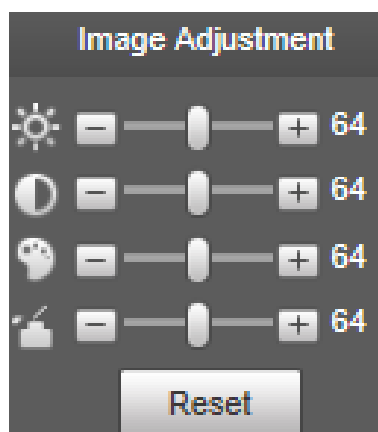 Image Adjustment
− + 64
− + 64
− + 64
− + 64
Reset